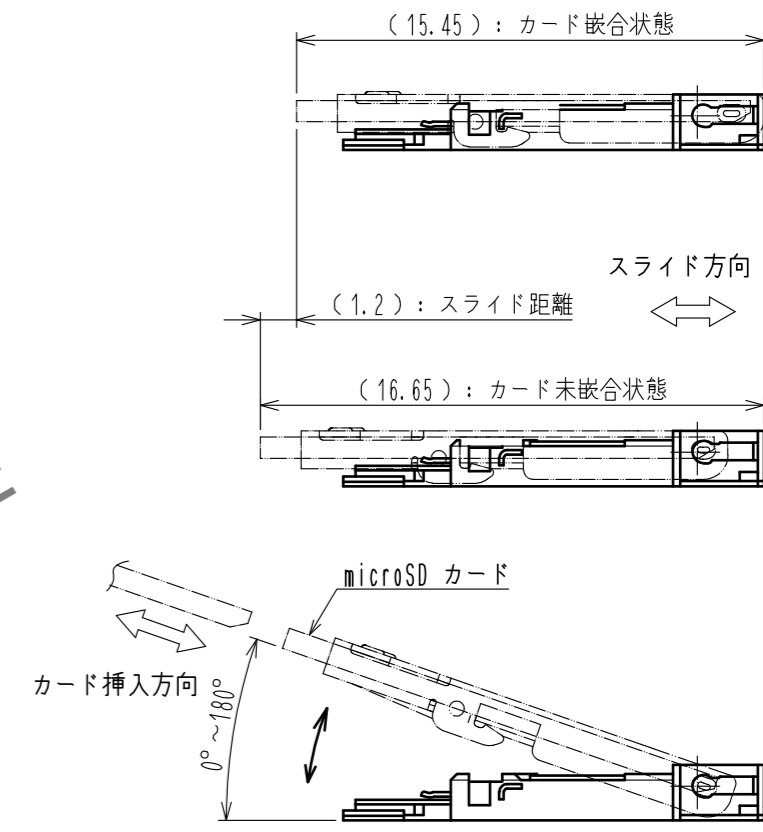 (15.45): カード嵌合状態
スライド方向
(1.2): スライド距離
(16.65): カード未嵌合状態
microSD カード
カード挿入方向
0°~180°